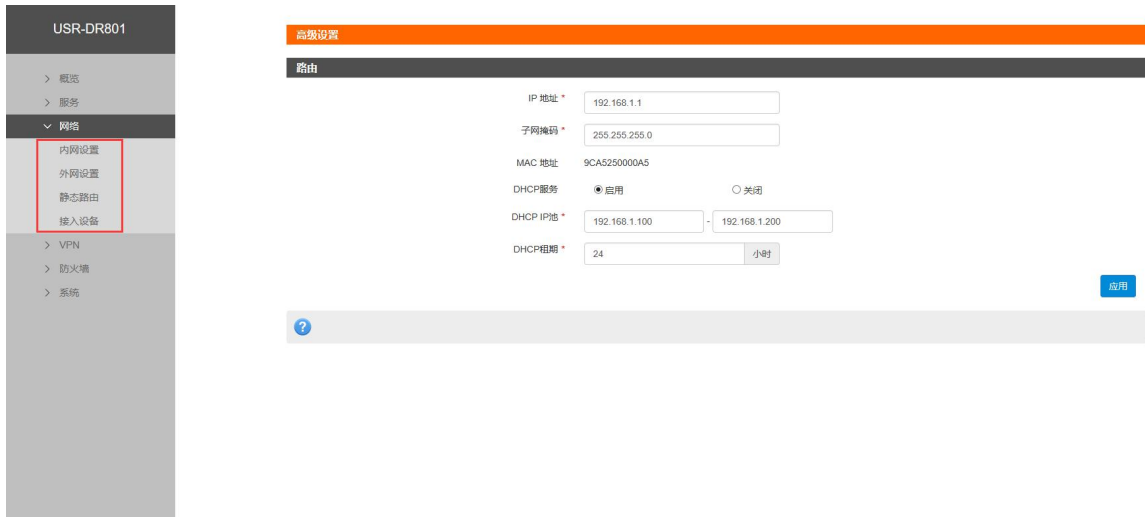 USR-DR801
概览
服务
网络
内网设置
外网设置
静态路由
接入设备
VPN
防火墙
系统
高级设置
路由
IP 地址 * 192.168.1.1
子网掩码 * 255.255.255.0
MAC 地址 9CA5250000A5
DHCP服务 启用 关闭
DHCP IP池 * 192.168.1.100 - 192.168.1.200
DHCP租期 * 24 小时
应用
?